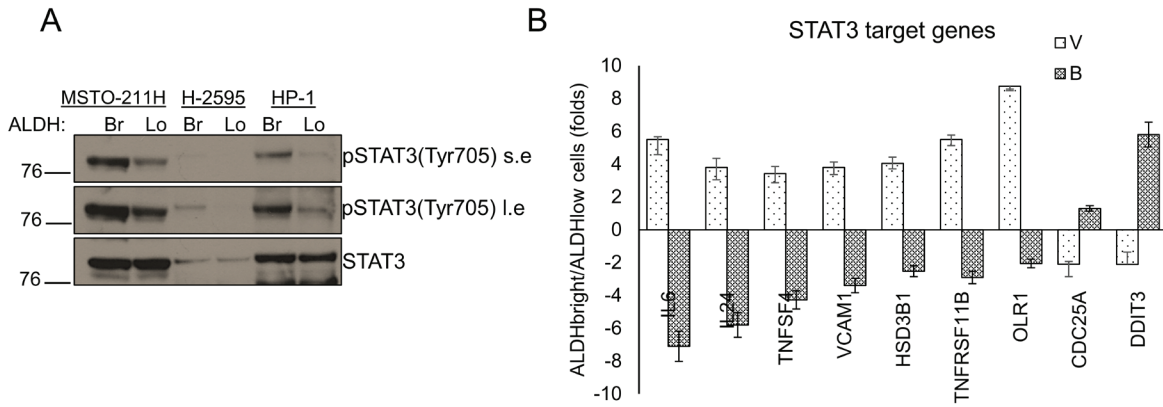 A
MSTO-211H H-2595 HP-1
ALDH: Br Lo Br Lo Br Lo
76 pSTAT3(Tyr705) s.e
76 pSTAT3(Tyr705) l.e
76 STAT3
B
STAT3 target genes
V
B
ALDHbright/ALDHlow cells (folds)
10
8
6
4
2
0
-2
-4
-6
-8
-10
IL6
IL24
TNFSF4
VCAM1
HSD3B1
TNFRSF11B
OLR1
CDC25A
DDIT3